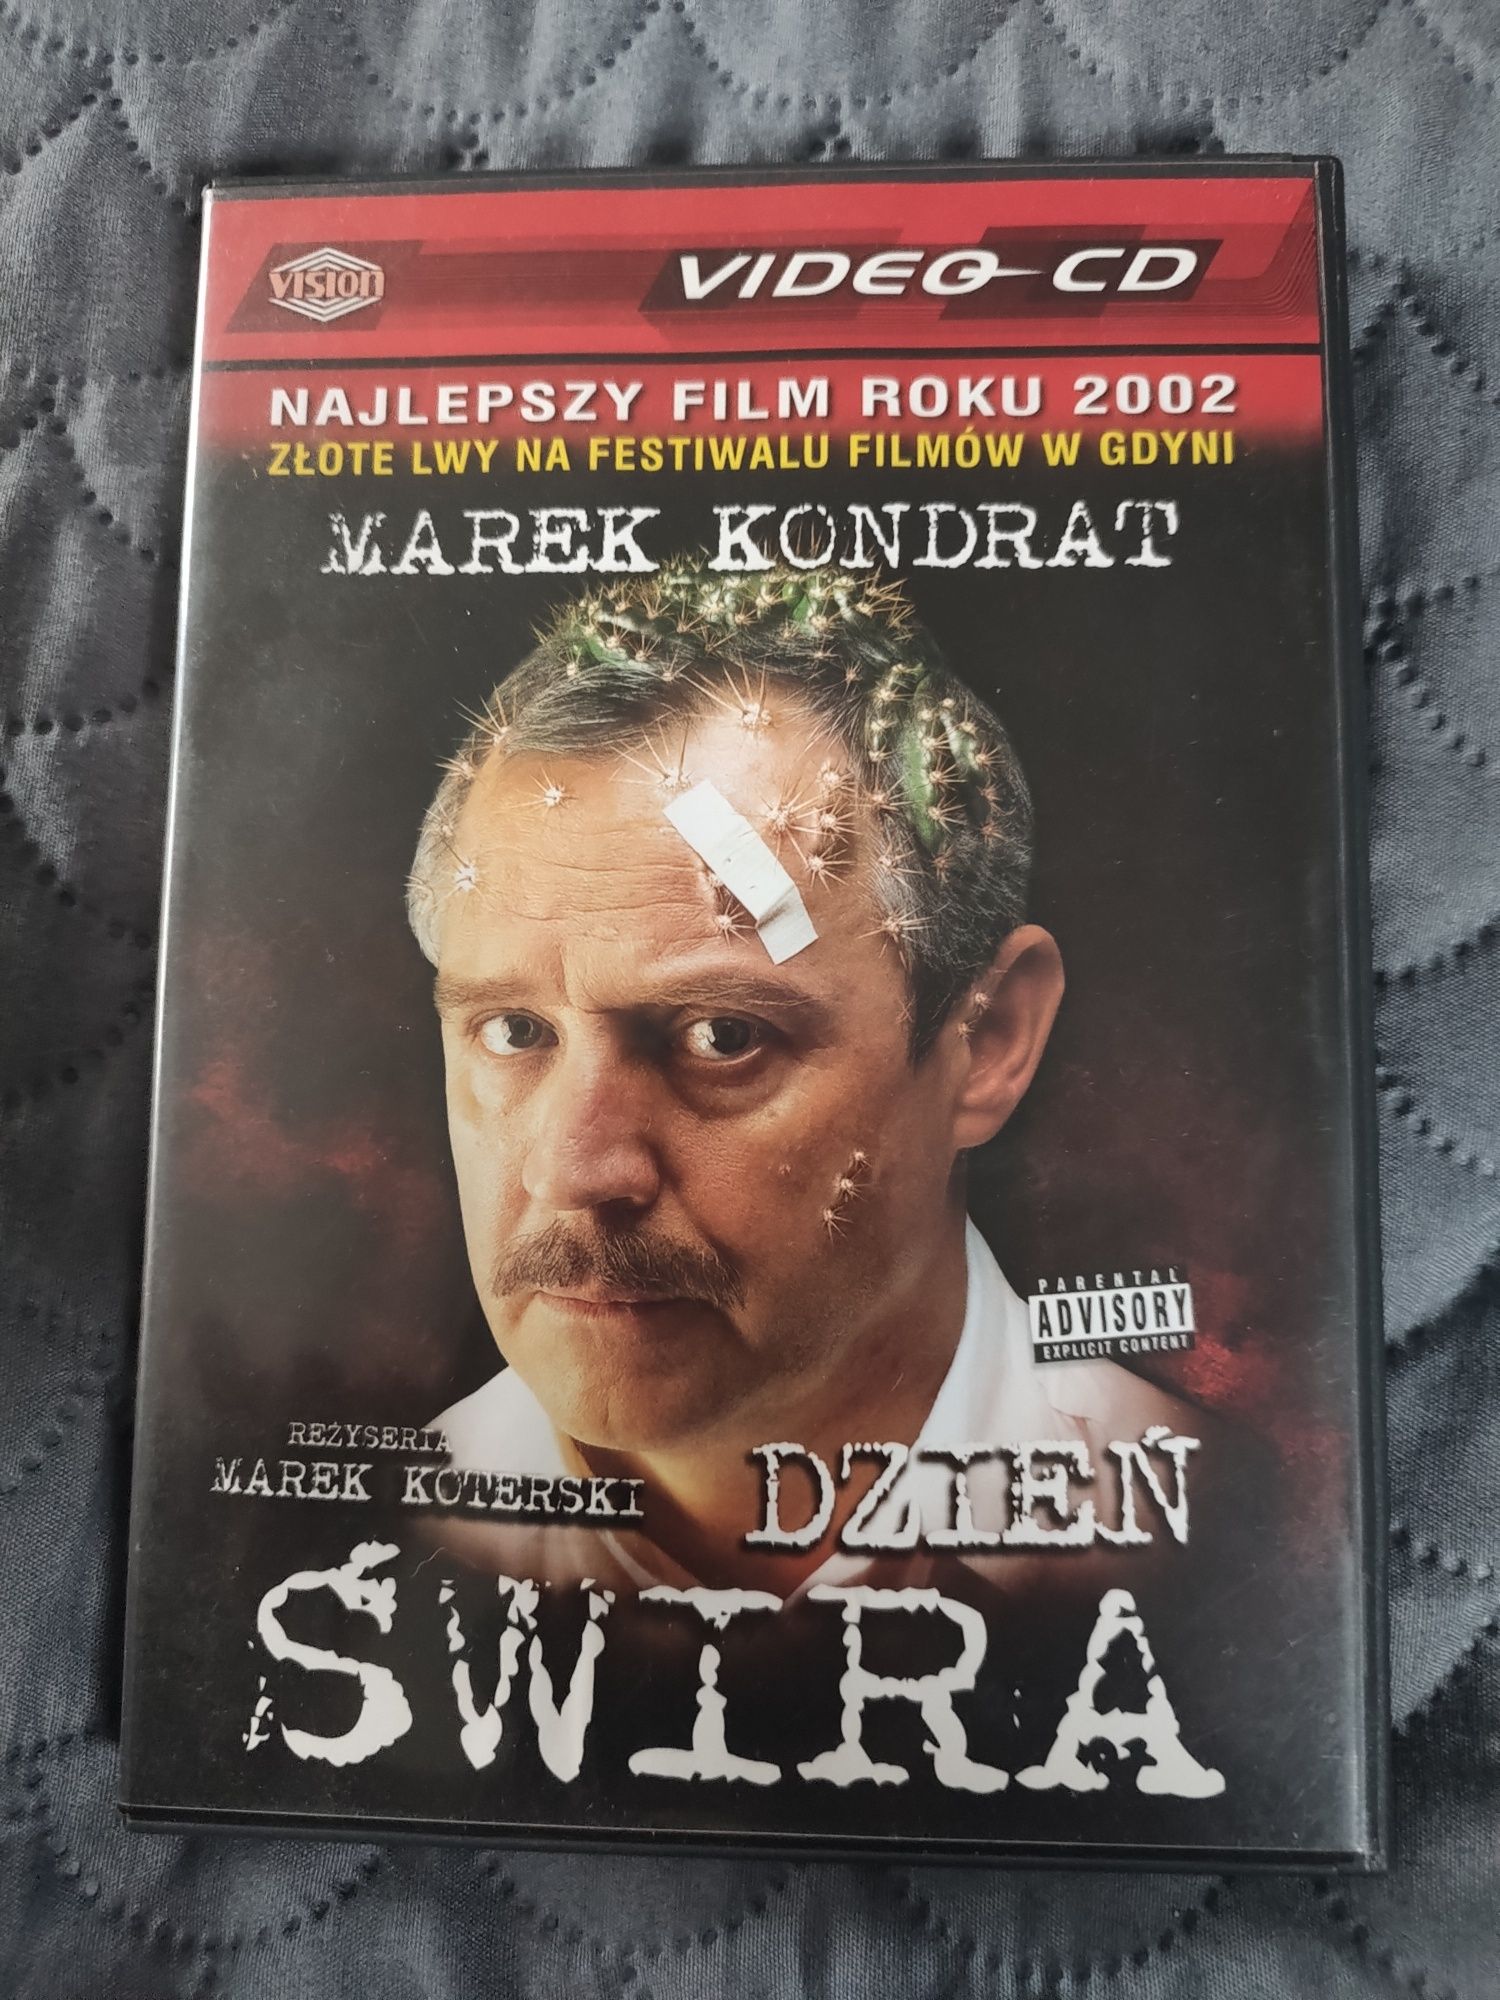 VISION
VIDEO CD
NAJLEPSZY FILM ROKU 2002
ZŁOTE LWY NA FESTIWALU FILMÓW W GDYNI
MAREK KONDRAT
PARENTAL
ADVISORY
EXPLICIT CONTENT
REŻYSERIA
MAREK KOTERSKI
DZIEŃ
ŚWIRA